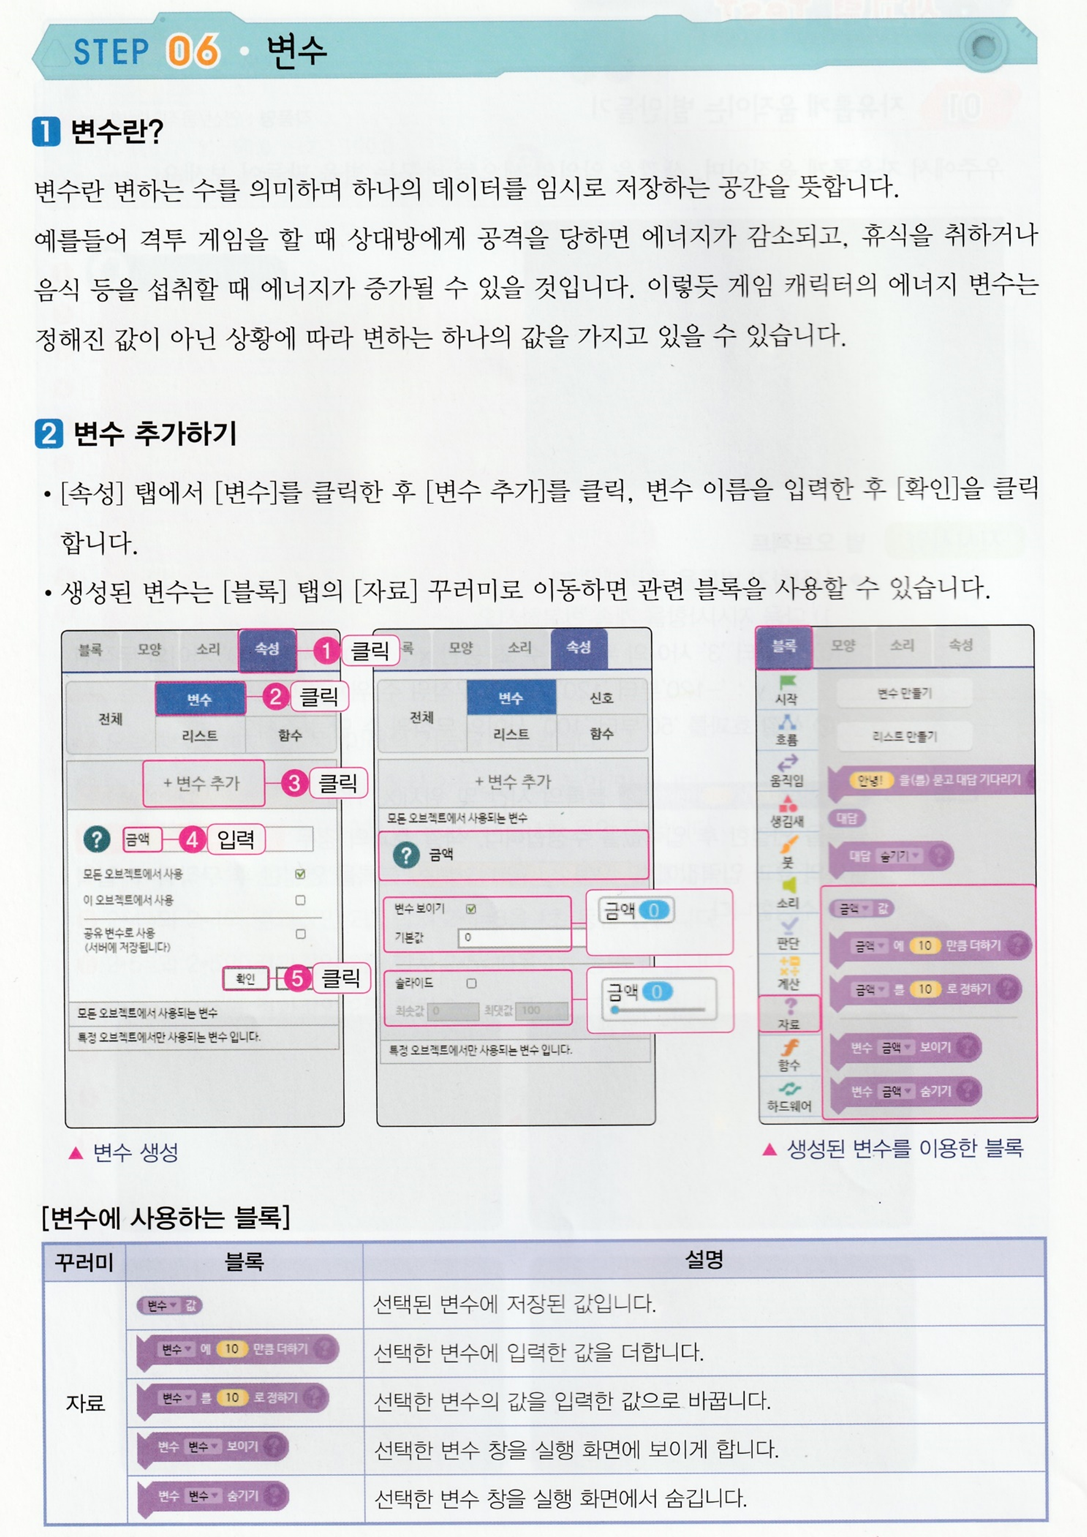 STEP 06 · 변수
1 변수란?
변수란 변하는 수를 의미하며 하나의 데이터를 임시로 저장하는 공간을 뜻합니다.
예를들어 격투 게임을 할 때 상대방에게 공격을 당하면 에너지가 감소되고, 휴식을 취하거나
음식 등을 섭취할 때 에너지가 증가될 수 있을 것입니다. 이렇듯 게임 캐릭터의 에너지 변수는
정해진 값이 아닌 상황에 따라 변하는 하나의 값을 가지고 있을 수 있습니다.
2 변수 추가하기
• [속성] 탭에서 [변수]를 클릭한 후 [변수 추가]를 클릭, 변수 이름을 입력한 후 [확인]을 클릭
합니다.
• 생성된 변수는 [블록] 탭의 [자료] 꾸러미로 이동하면 관련 블록을 사용할 수 있습니다.
블록 모양 소리 속성 1 클릭
전체 변수 2 클릭
리스트 함수
+ 변수 추가 3 클릭
? 금액 4 입력
모든 오브젝트에서 사용
이 오브젝트에서 사용
공유 변수로 사용
(서버에 저장됩니다)
확인 5 클릭
모든 오브젝트에서 사용되는 변수
특정 오브젝트에서만 사용되는 변수 입니다.
▲ 변수 생성
록 모양 소리 속성
전체 변수 신호
리스트 함수
+ 변수 추가
모든 오브젝트에서 사용되는 변수
? 금액
변수 보이기
기본값 0
금액 0
슬라이드
최솟값 0 최댓값 100
금액 0
특정 오브젝트에서만 사용되는 변수 입니다.
블록 모양 소리 속성
시작
흐름
움직임
생김새
붓
소리
판단
계산
자료
함수
하드웨어
변수 만들기
리스트 만들기
안녕! 을(를) 묻고 대답 기다리기
대답
대답 숨기기 ?
금액 값
금액 에 10 만큼 더하기 ?
금액 를 10 로 정하기 ?
변수 금액 보이기 ?
변수 금액 숨기기 ?
▲ 생성된 변수를 이용한 블록
[변수에 사용하는 블록]
꾸러미 블록 설명
자료
변수 값 선택된 변수에 저장된 값입니다.
변수 에 10 만큼 더하기 ? 선택한 변수에 입력한 값을 더합니다.
변수 를 10 로 정하기 ? 선택한 변수의 값을 입력한 값으로 바꿉니다.
변수 변수 보이기 ? 선택한 변수 창을 실행 화면에 보이게 합니다.
변수 변수 숨기기 ? 선택한 변수 창을 실행 화면에서 숨깁니다.